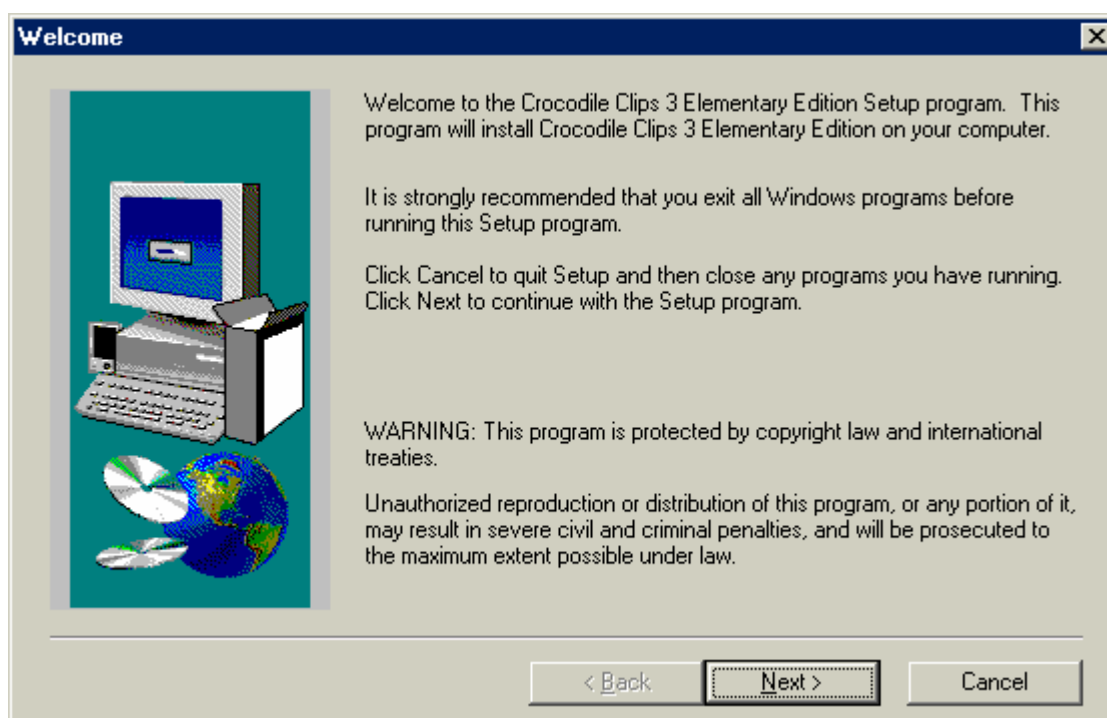 Welcome
Welcome to the Crocodile Clips 3 Elementary Edition Setup program.  This
program will install Crocodile Clips 3 Elementary Edition on your computer.
It is strongly recommended that you exit all Windows programs before
running this Setup program.
Click Cancel to quit Setup and then close any programs you have running.
Click Next to continue with the Setup program.
WARNING: This program is protected by copyright law and international
treaties.
Unauthorized reproduction or distribution of this program, or any portion of it,
may result in severe civil and criminal penalties, and will be prosecuted to
the maximum extent possible under law.
< Back Next > Cancel